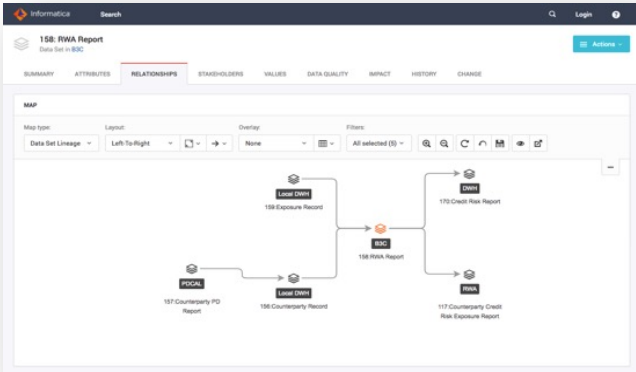 Informatica Search Login ?
158: RWA Report
Data Set in B3C
Actions
SUMMARY ATTRIBUTES RELATIONSHIPS STAKEHOLDERS VALUES DATA QUALITY IMPACT HISTORY CHANGE
MAP
Map type: Layout: Overlay: Filters:
Data Set Lineage Left-To-Right None All selected (5)
Local DWH
159:Exposure Record
DWH
170:Credit Risk Report
B3C
158:RWA Report
PDCAL
157:Counterparty PD
Report
Local DWH
156:Counterparty Record
RWA
117:Counterparty Credit
Risk Exposure Report